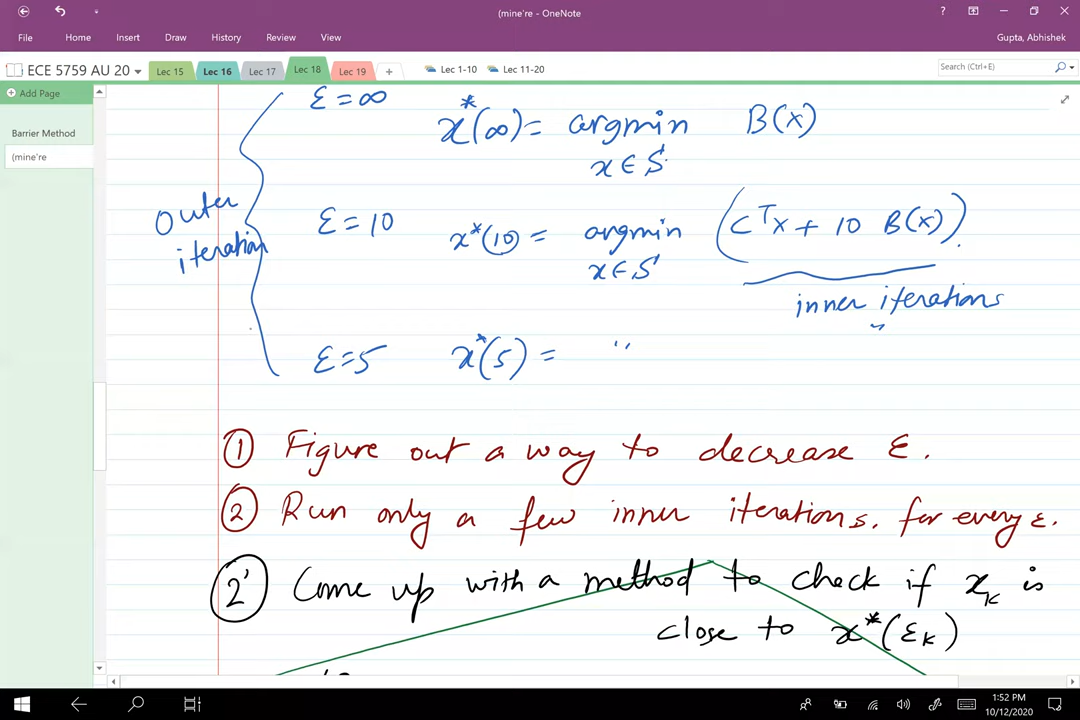 (mine're - OneNote
File Home Insert Draw History Review View
Gupta, Abhishek
ECE 5759 AU 20 Lec 15 Lec 16 Lec 17 Lec 18 Lec 19 + Lec 1-10 Lec 11-20
Search (Ctrl+E)
Add Page
Barrier Method
(mine're
ε = ∞
x*(∞) = argmin B(x)
x ∈ S
Outer iteration
ε = 10 x*(10) = argmin (cᵀx + 10 B(x)).
x ∈ S
inner iterations
ε = 5 x*(5) = "
① Figure out a way to decrease ε.
② Run only a few inner iterations. for every ε.
②' Come up with a method to check if xₖ is
close to x*(εₖ)
1:52 PM
10/12/2020